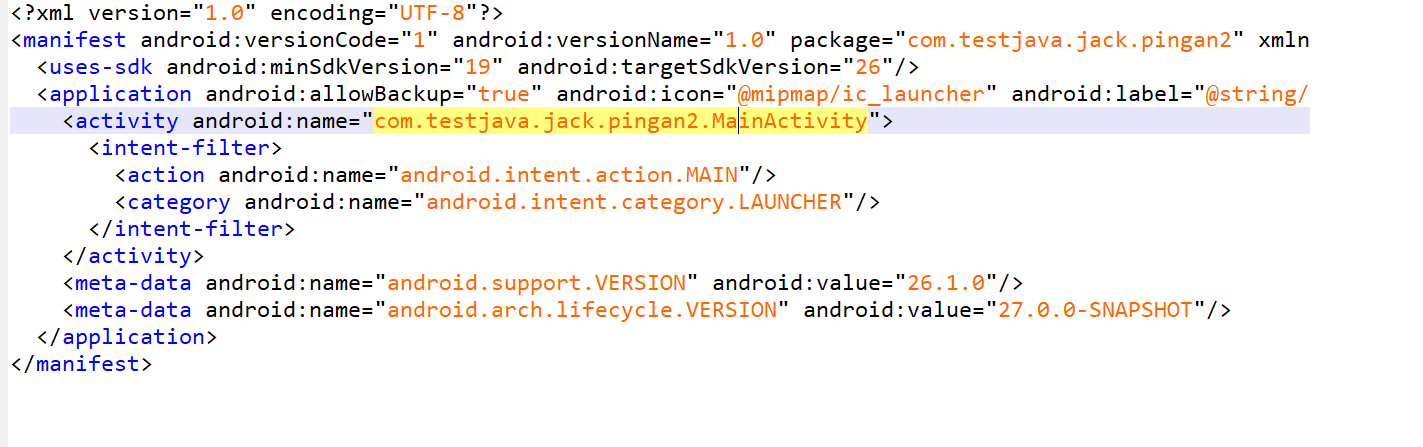 <?xml version="1.0" encoding="UTF-8"?>
<manifest android:versionCode="1" android:versionName="1.0" package="com.testjava.jack.pingan2" xmln
<uses-sdk android:minSdkVersion="19" android:targetSdkVersion="26"/>
<application android:allowBackup="true" android:icon="@mipmap/ic_launcher" android:label="@string/
<activity android:name="com.testjava.jack.pingan2.MainActivity">
<intent-filter>
<action android:name="android.intent.action.MAIN"/>
<category android:name="android.intent.category.LAUNCHER"/>
</intent-filter>
</activity>
<meta-data android:name="android.support.VERSION" android:value="26.1.0"/>
<meta-data android:name="android.arch.lifecycle.VERSION" android:value="27.0.0-SNAPSHOT"/>
</application>
</manifest>